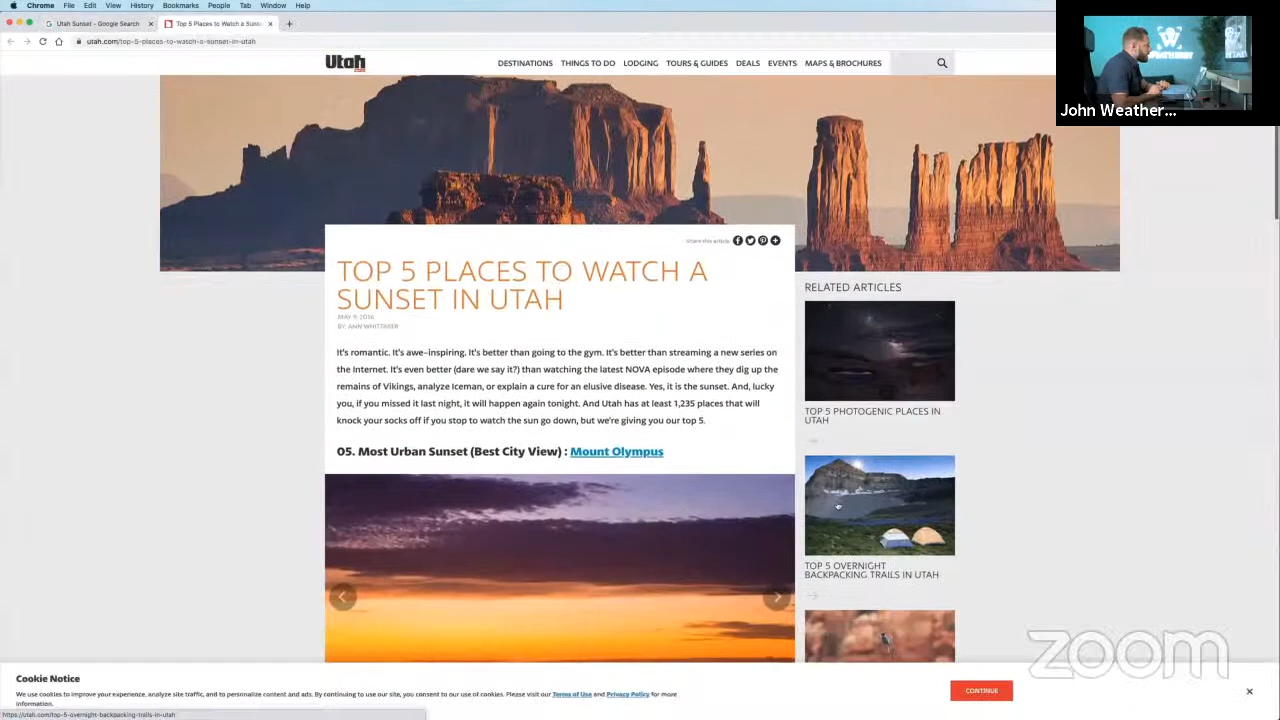 Chrome File Edit View History Bookmarks People Tab Window Help
Utah Sunset - Google Search
Top 5 Places to Watch a Suns
utah.com/top-5-places-to-watch-a-sunset-in-utah
Utah
DESTINATIONS THINGS TO DO LODGING TOURS & GUIDES DEALS EVENTS MAPS & BROCHURES
John Weather...
Share this article
TOP 5 PLACES TO WATCH A
SUNSET IN UTAH
MAY 9, 2016
BY: ANN WHITTAKER
It's romantic. It's awe-inspiring. It's better than going to the gym. It's better than streaming a new series on
the Internet. It's even better (dare we say it?) than watching the latest NOVA episode where they dig up the
remains of Vikings, analyze Iceman, or explain a cure for an elusive disease. Yes, it is the sunset. And, lucky
you, if you missed it last night, it will happen again tonight. And Utah has at least 1,235 places that will
knock your socks off if you stop to watch the sun go down, but we're giving you our top 5.
05. Most Urban Sunset (Best City View) : Mount Olympus
RELATED ARTICLES
TOP 5 PHOTOGENIC PLACES IN
UTAH
TOP 5 OVERNIGHT
BACKPACKING TRAILS IN UTAH
zoom
Cookie Notice
We use cookies to improve your experience, analyze site traffic, and to personalize content and ads. By continuing to use our site, you consent to our use of cookies. Please visit our Terms of Use and Privacy Policy for more
information.
CONTINUE
https://utah.com/top-5-overnight-backpacking-trails-in-utah